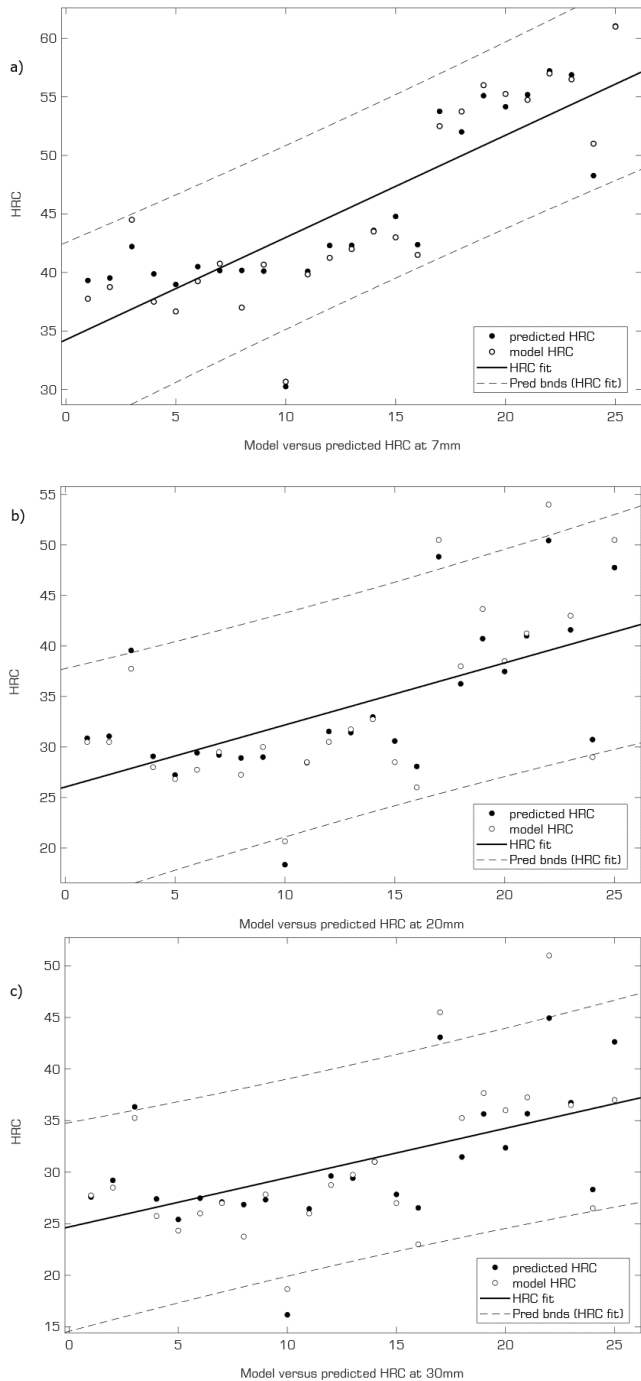 a)
60
55
50
45
40
35
30
HRC
predicted HRC
model HRC
HRC fit
Pred bnds (HRC fit)
0 5 10 15 20 25
Model versus predicted HRC at 7mm
b)
55
50
45
40
35
30
25
20
HRC
predicted HRC
model HRC
HRC fit
Pred bnds (HRC fit)
0 5 10 15 20 25
Model versus predicted HRC at 20mm
c)
50
45
40
35
30
25
20
15
HRC
predicted HRC
model HRC
HRC fit
Pred bnds (HRC fit)
0 5 10 15 20 25
Model versus predicted HRC at 30mm